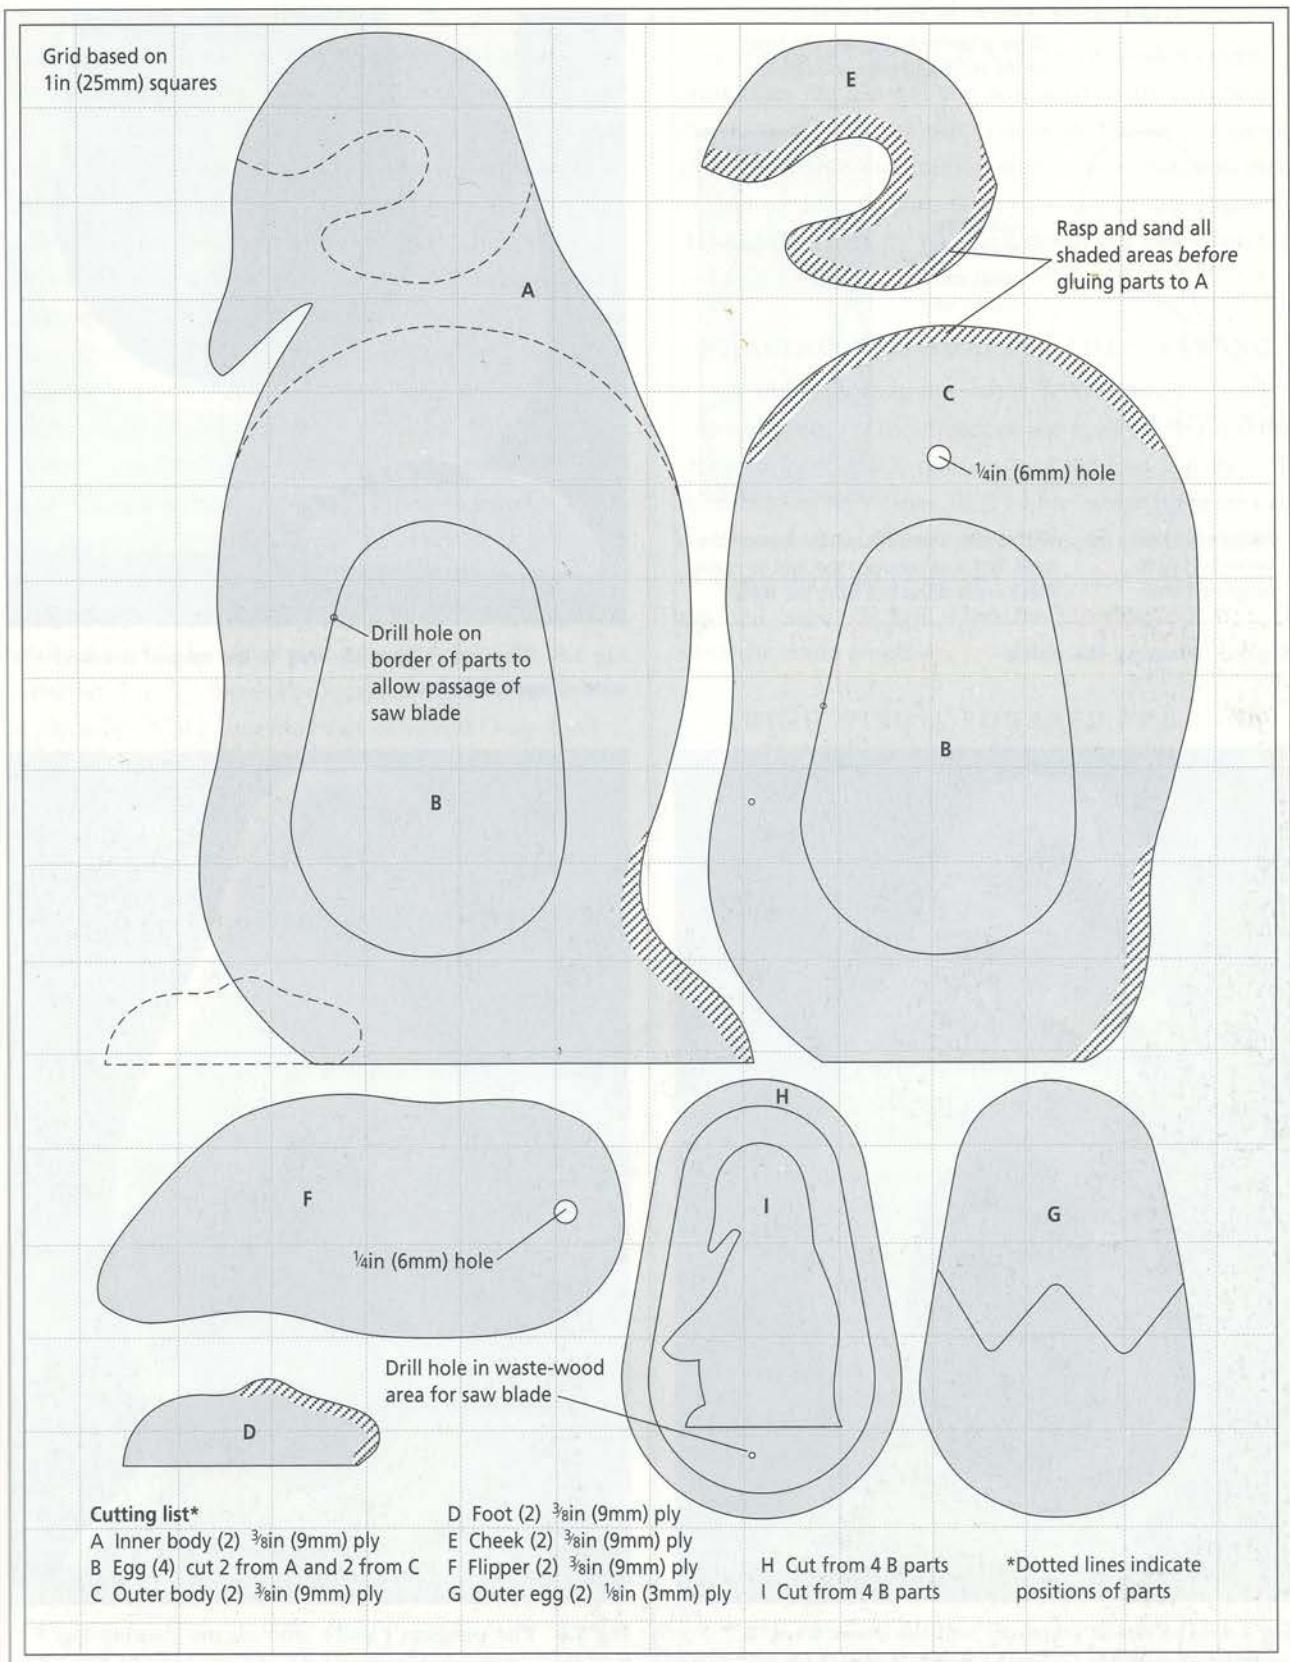 Grid based on
1in (25mm) squares
E
Rasp and sand all
shaded areas before
gluing parts to A
A
C
¼in (6mm) hole
Drill hole on
border of parts to
allow passage of
saw blade
B
B
H
F
I
G
¼in (6mm) hole
Drill hole in waste-wood
area for saw blade
D
Cutting list*
A Inner body (2) ⅜in (9mm) ply
B Egg (4) cut 2 from A and 2 from C
C Outer body (2) ⅜in (9mm) ply
D Foot (2) ⅜in (9mm) ply
E Cheek (2) ⅜in (9mm) ply
F Flipper (2) ⅜in (9mm) ply
G Outer egg (2) ⅛in (3mm) ply
H Cut from 4 B parts
I Cut from 4 B parts
*Dotted lines indicate
positions of parts